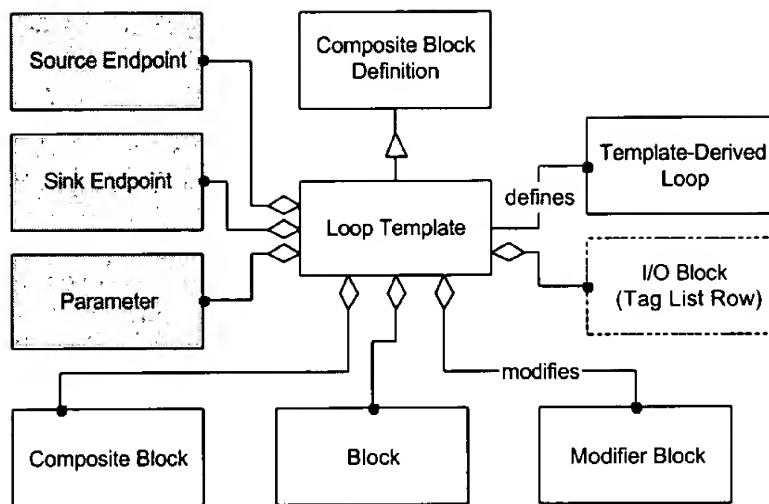 Source Endpoint
Composite Block
Definition
Sink Endpoint
Template-Derived
Loop
Loop Template
defines
Parameter
I/O Block
(Tag List Row)
modifies
Composite Block
Block
Modifier Block